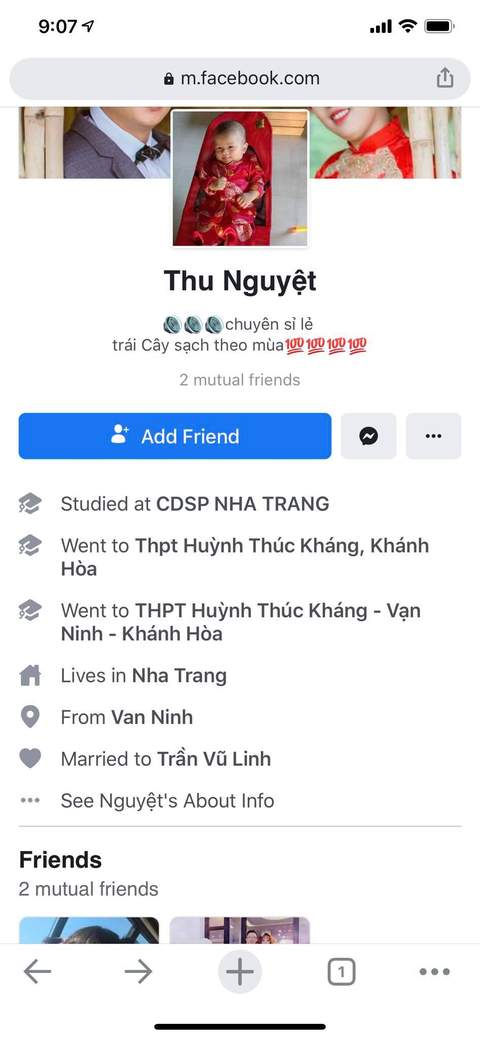 9:07
m.facebook.com
Thu Nguyệt
chuyên sỉ lẻ
trái Cây sạch theo mùa💯💯💯💯
2 mutual friends
Add Friend
Studied at CDSP NHA TRANG
Went to Thpt Huỳnh Thúc Kháng, Khánh
Hòa
Went to THPT Huỳnh Thúc Kháng - Vạn
Ninh - Khánh Hòa
Lives in Nha Trang
From Van Ninh
Married to Trần Vũ Linh
See Nguyệt's About Info
Friends
2 mutual friends
1